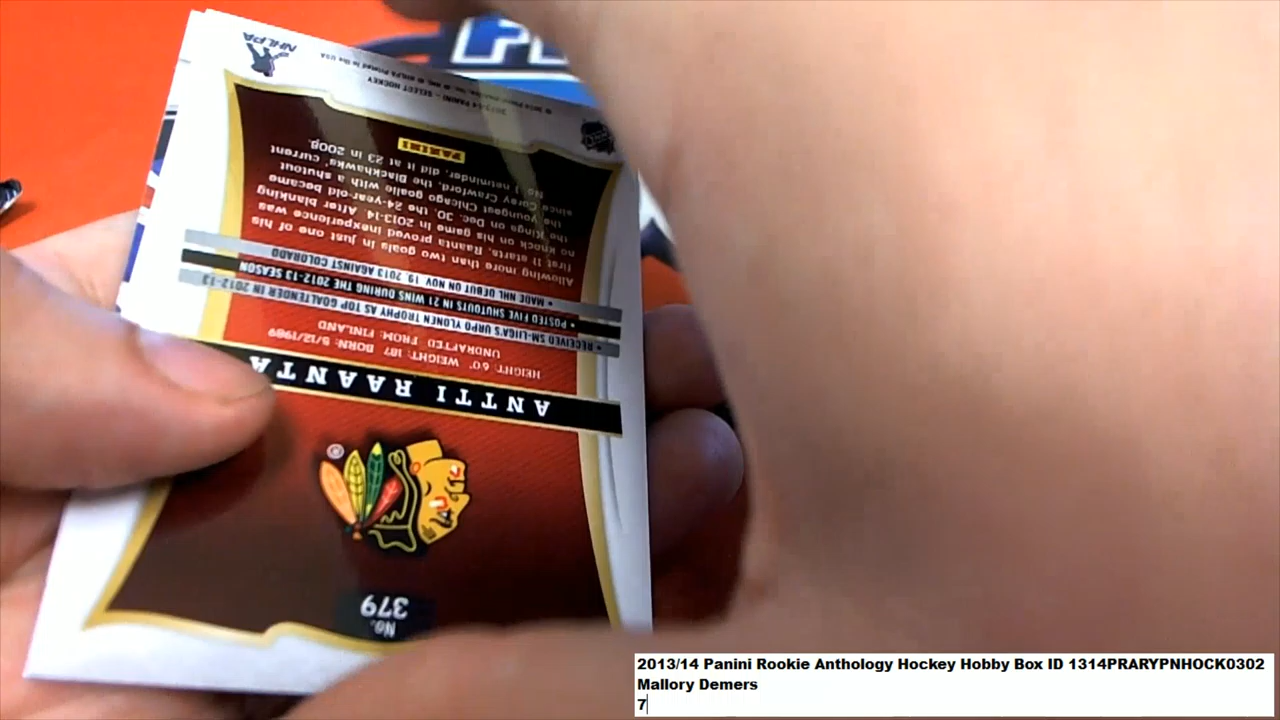 No.
379
ANTTI RAANTA
HEIGHT: 6'0" WEIGHT: 187 BORN: 5/12/1989
UNDRAFTED FROM: FINLAND
• RECEIVED SM-LIIGA'S URPO YLONEN TROPHY AS TOP GOALTENDER IN 2012-13
• POSTED FIVE SHUTOUTS IN 21 WINS DURING THE 2012-13 SEASON
• MADE NHL DEBUT ON NOV. 19, 2013 AGAINST COLORADO
Allowing more than two goals in just one of his
first 11 starts, Raanta proved inexperience was
no knock on his game in 2013-14. After blanking
the Kings on Dec. 30, the 24-year-old became
the youngest Chicago goalie with a shutout
since Corey Crawford, the Blackhawks' current
No. 1 netminder, did it at 23 in 2008.
PANINI
2013-14 PANINI – SELECT HOCKEY
NHLPA
2013/14 Panini Rookie Anthology Hockey Hobby Box ID 1314PRARYPNHOCK0302
Mallory Demers
7